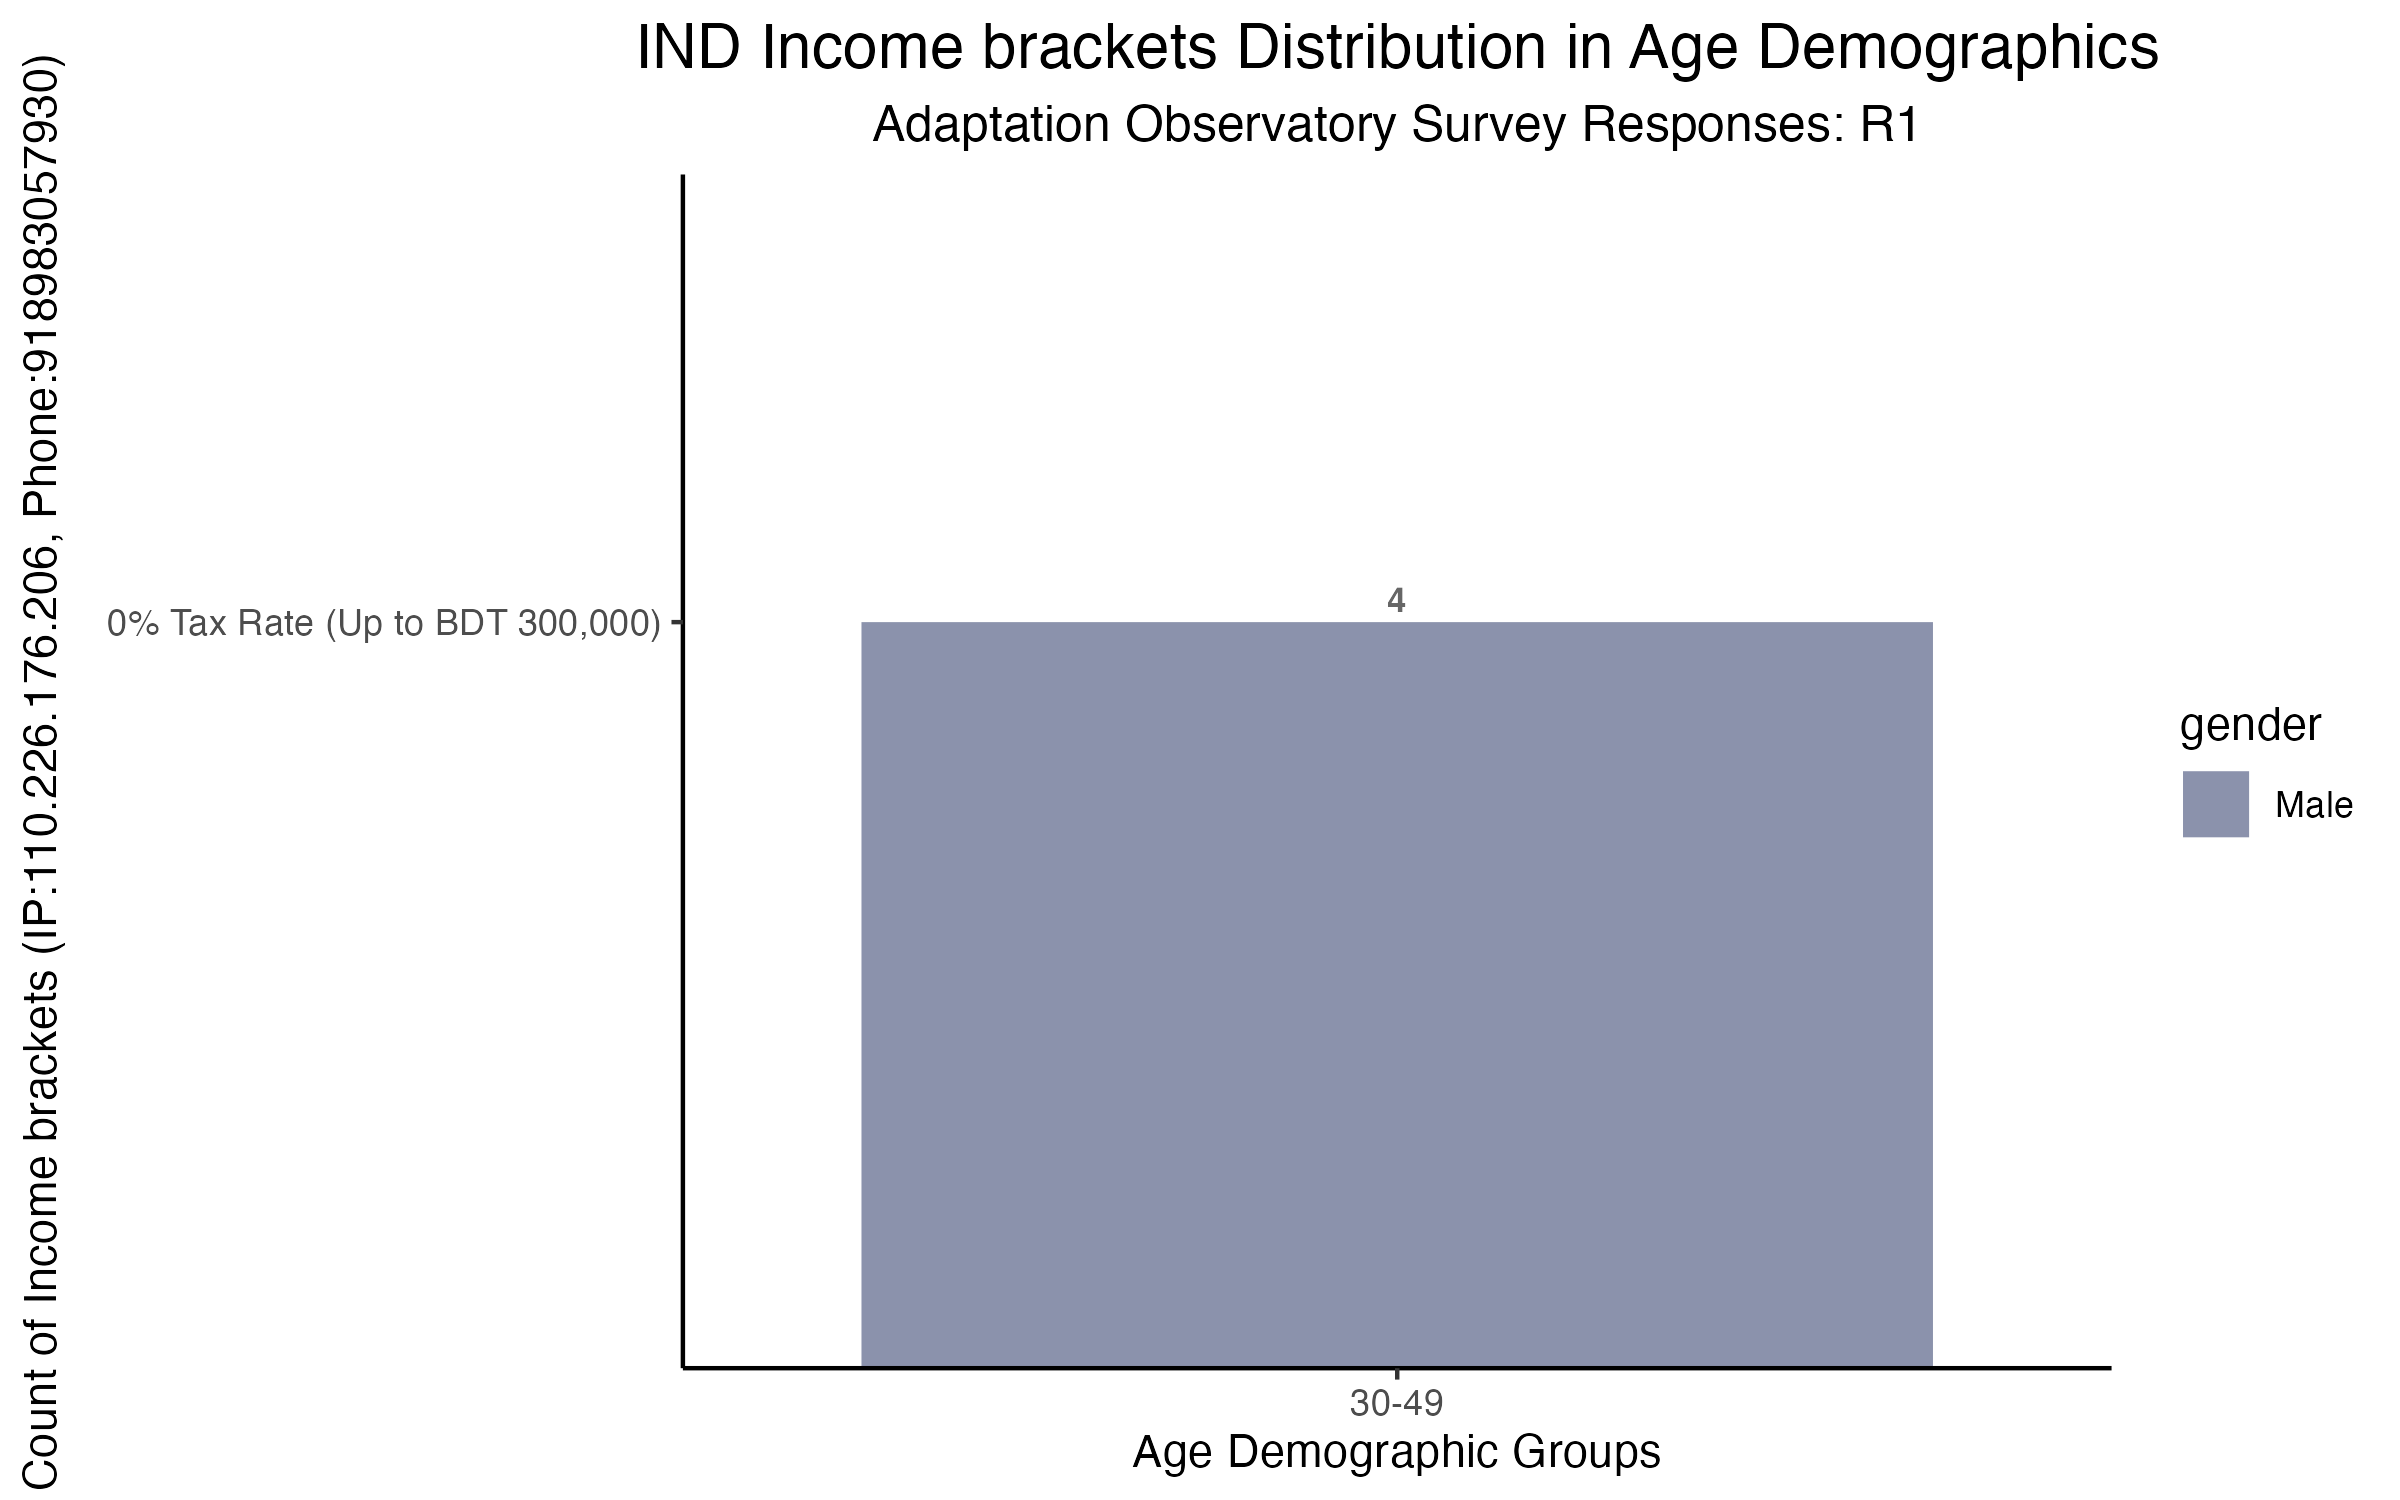 IND Income brackets Distribution in Age Demographics
Adaptation Observatory Survey Responses: R1
Count of Income brackets (IP:110.226.176.206, Phone:918983057930)
0% Tax Rate (Up to BDT 300,000)
4
gender
Male
30-49
Age Demographic Groups